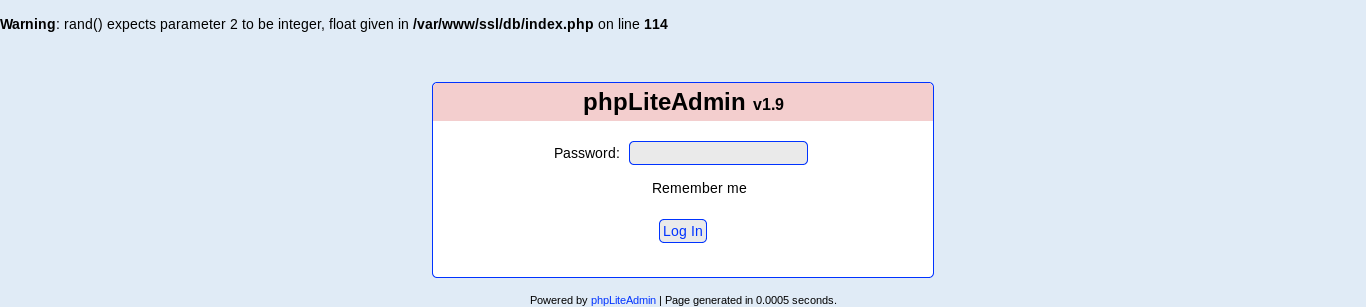 Warning: rand() expects parameter 2 to be integer, float given in /var/www/ssl/db/index.php on line 114
phpLiteAdmin v1.9
Password:
Remember me
Log In
Powered by phpLiteAdmin | Page generated in 0.0005 seconds.